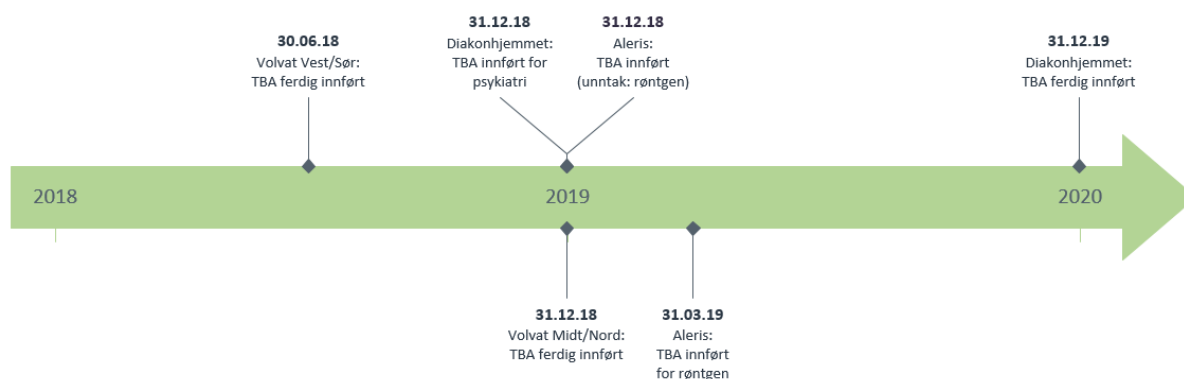 30.06.18
Volvat Vest/Sør:
TBA ferdig innført
31.12.18
Diakonhjemmet:
TBA innført for
psykiatri
31.12.18
Aleris:
TBA innført
(unntak: røntgen)
31.12.19
Diakonhjemmet:
TBA ferdig innført
2018
2019
2020
31.12.18
Volvat Midt/Nord:
TBA ferdig innført
31.03.19
Aleris:
TBA innført
for røntgen